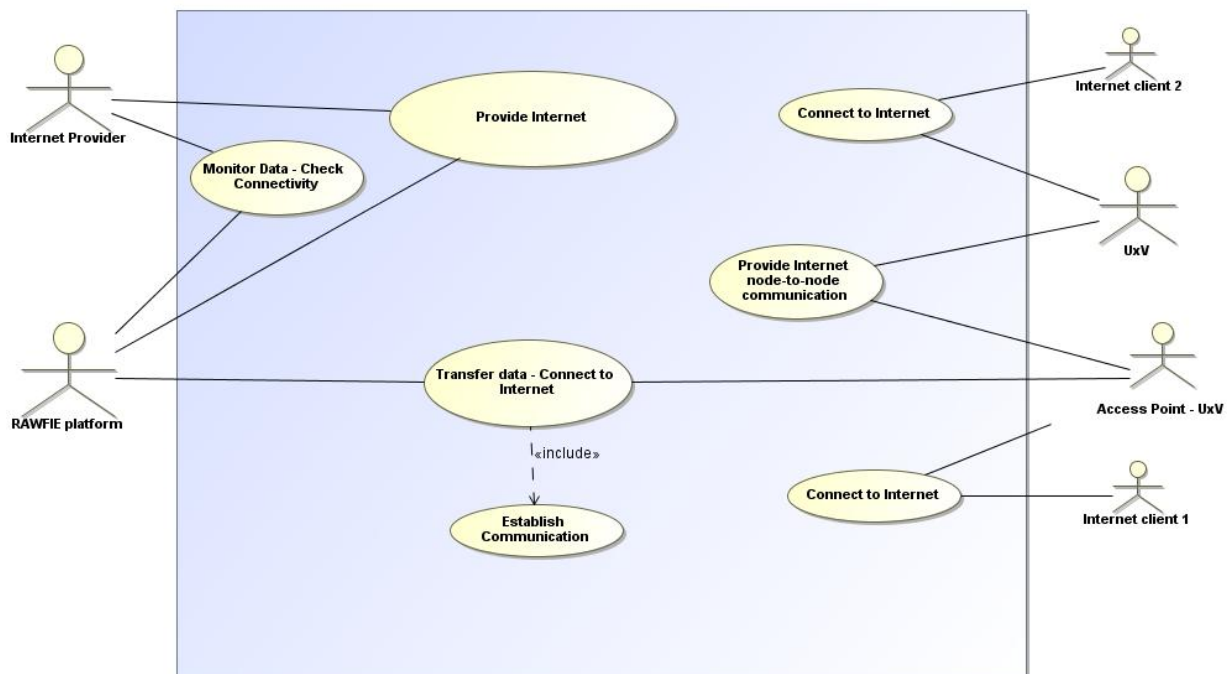 Internet client 2
Provide Internet
Connect to Internet
Internet Provider
Monitor Data - Check
Connectivity
UxV
Provide Internet
node-to-node
communication
Transfer data - Connect to
Internet
RAWFIE platform
Access Point - UxV
«include»
Connect to Internet
Internet client 1
Establish
Communication